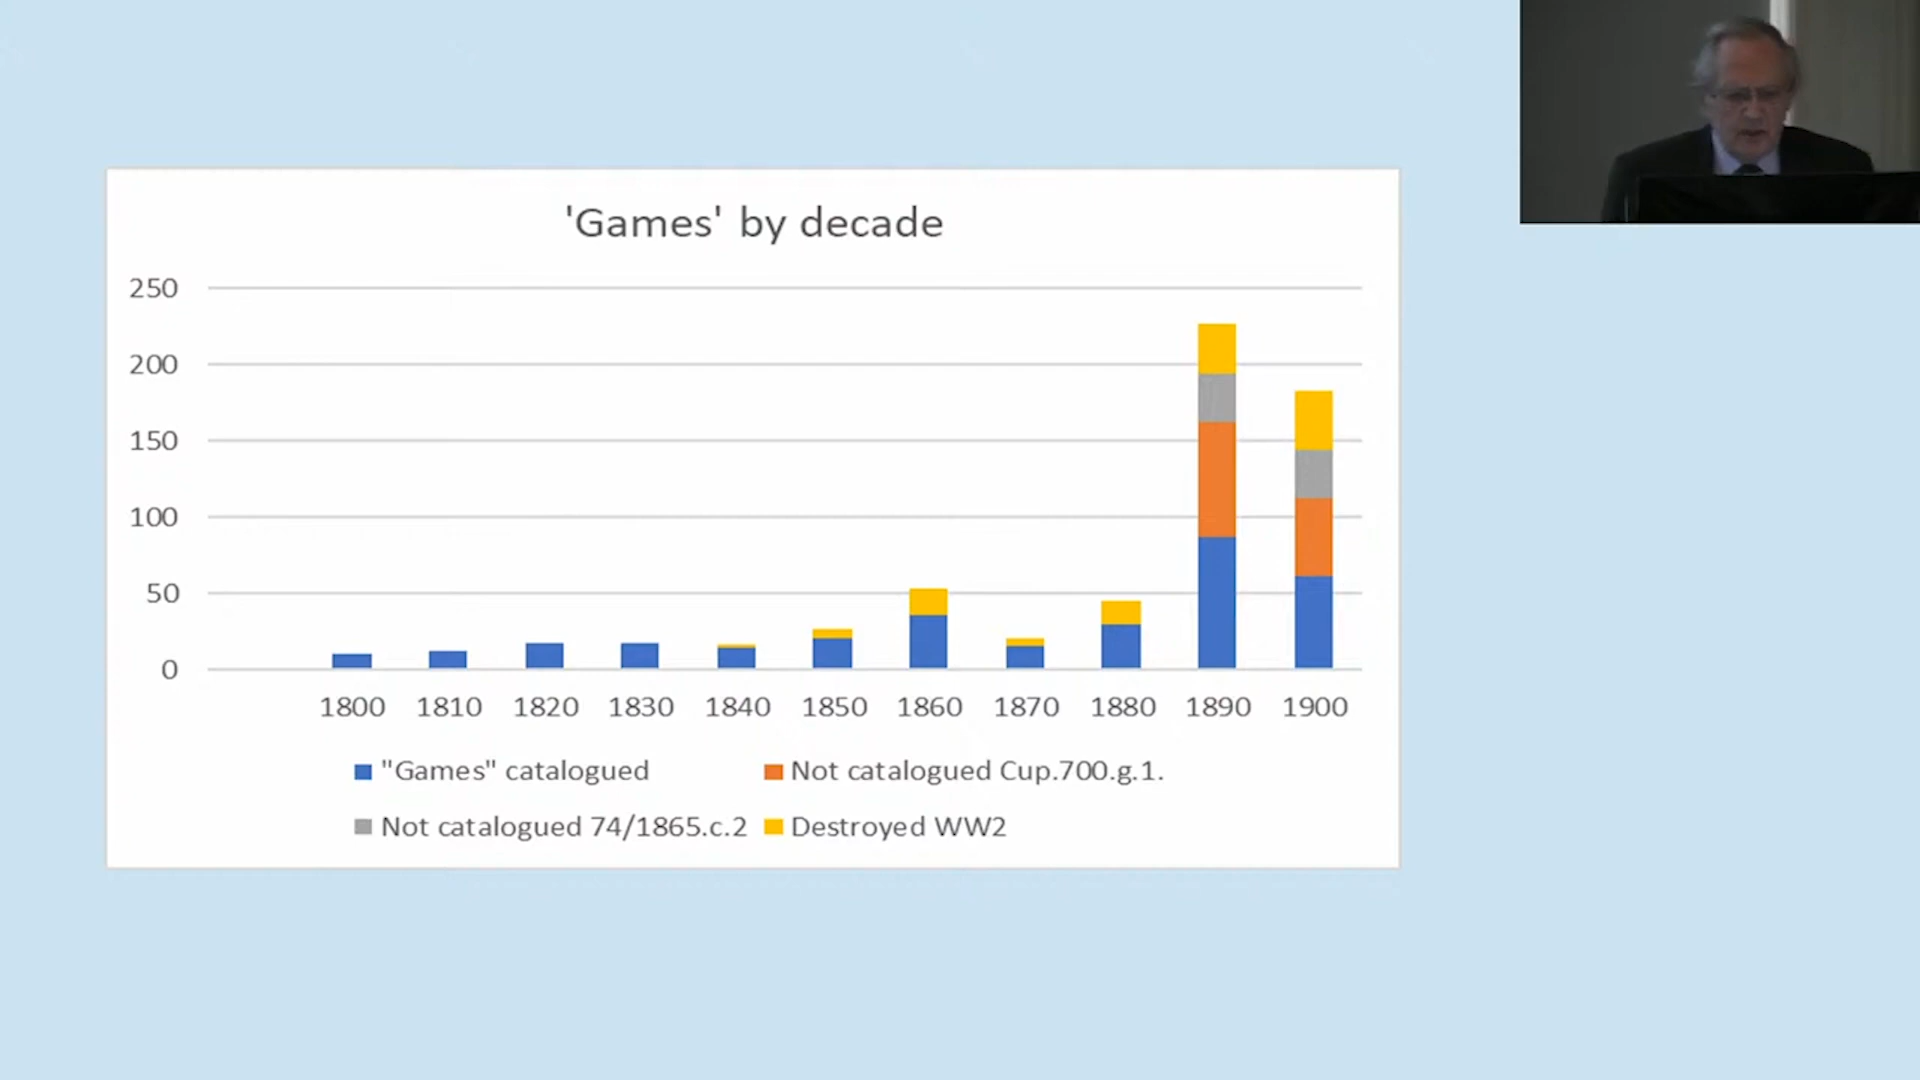 'Games' by decade
250
200
150
100
50
0
1800 1810 1820 1830 1840 1850 1860 1870 1880 1890 1900
"Games" catalogued Not catalogued Cup.700.g.1.
Not catalogued 74/1865.c.2 Destroyed WW2